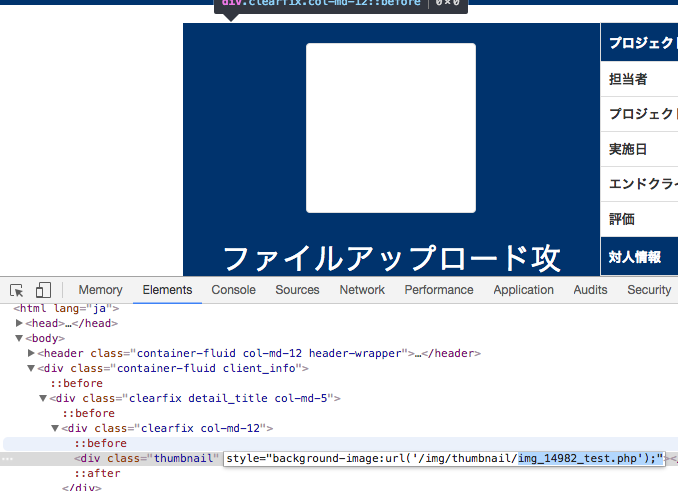 div.clearfix.col-md-12::before | 0 × 0
プロジェクト
担当者
プロジェクト
実施日
エンドクライ
評価
対人情報
ファイルアップロード攻
Memory Elements Console Sources Network Performance Application Audits Security
<html lang="ja">
▶<head>…</head>
▼<body>
▶<header class="container-fluid col-md-12 header-wrapper">…</header>
▼<div class="container-fluid client_info">
::before
▼<div class="clearfix detail_title col-md-5">
::before
▼<div class="clearfix col-md-12">
::before
<div class="thumbnail" style="background-image:url('/img/thumbnail/img_14982_test.php');"></
::after
</div>